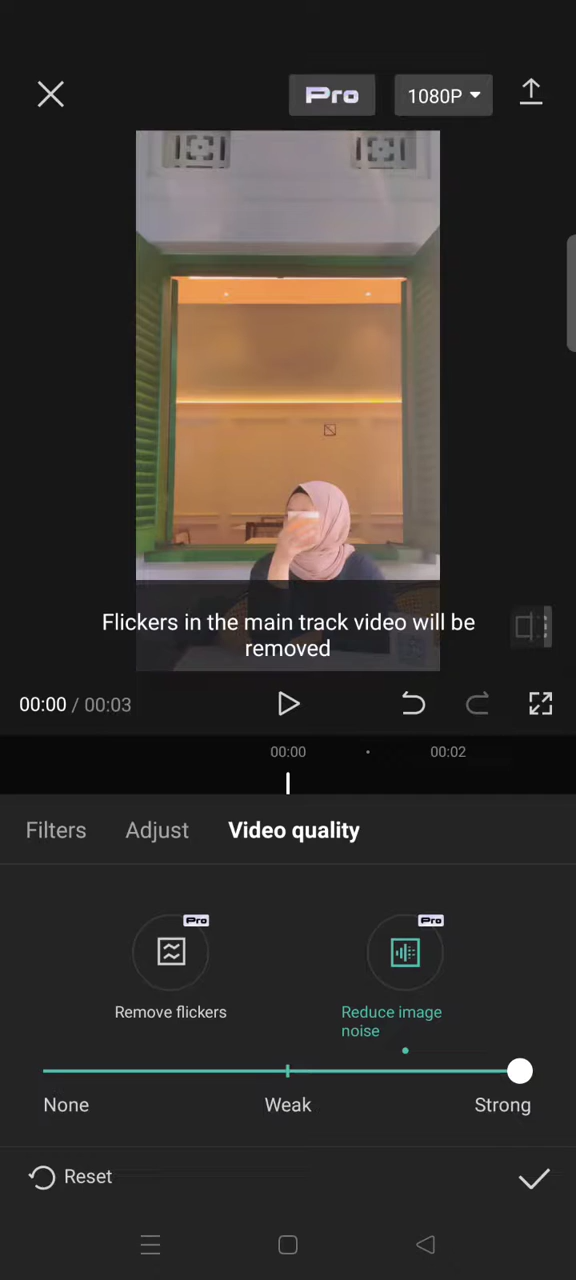 Pro
1080P
Flickers in the main track video will be
removed
00:00 / 00:03
00:00
00:02
Filters
Adjust
Video quality
Pro
Pro
Remove flickers
Reduce image
noise
None
Weak
Strong
Reset